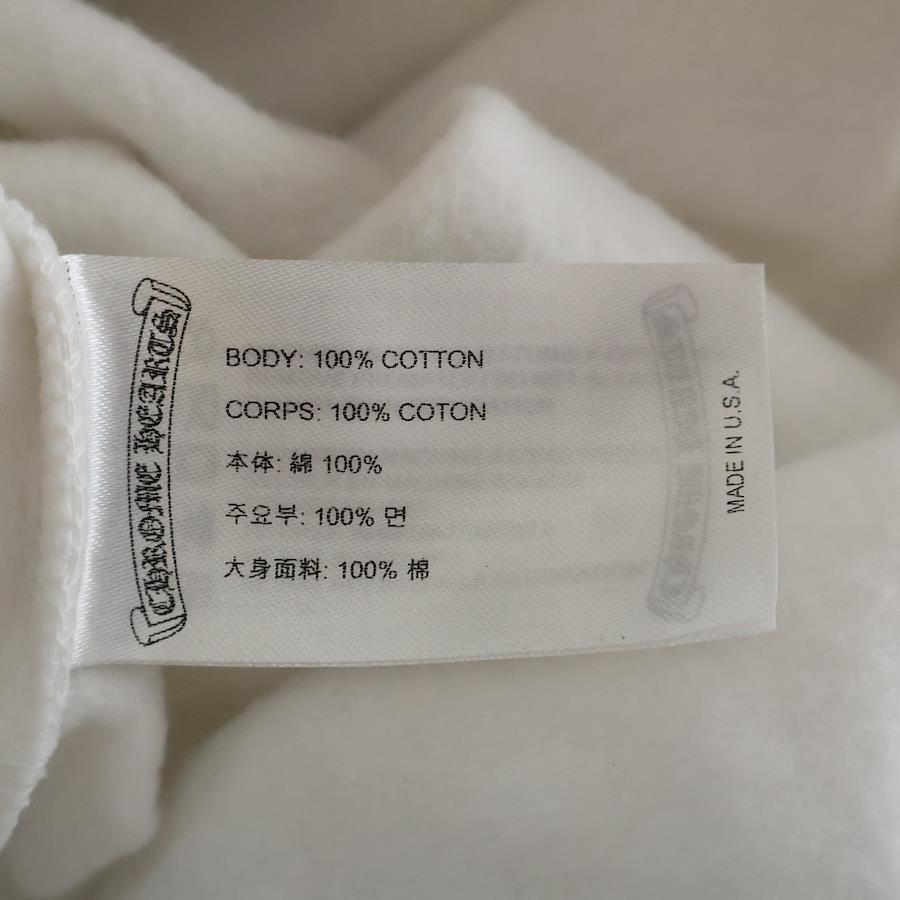 CHROME HEARTS
BODY: 100% COTTON
CORPS: 100% COTON
本体: 綿 100%
주요부: 100% 면
大身面料: 100% 棉
MADE IN U.S.A.